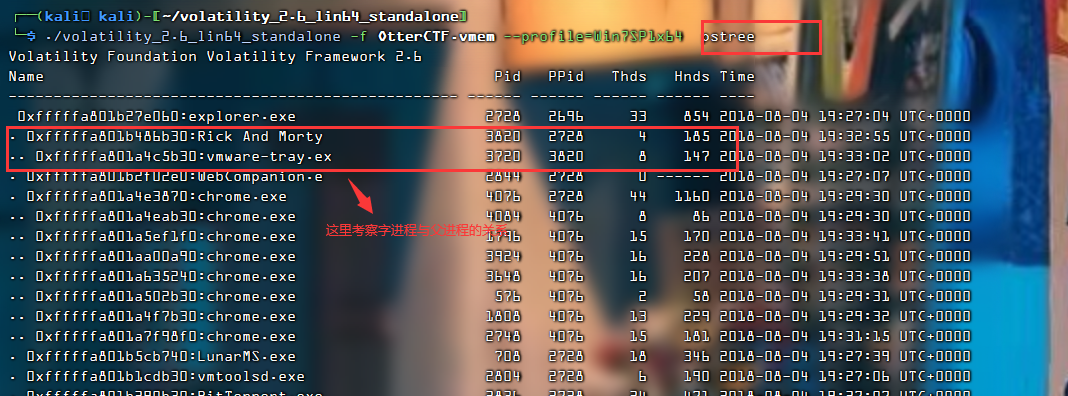 (kali kali)-[~/volatility_2.6_lin64_standalone]
$ ./volatility_2.6_lin64_standalone -f OtterCTF.vmem --profile=Win7SP1x64 pstree
Volatility Foundation Volatility Framework 2.6
Name Pid PPid Thds Hnds Time
-------------------------------------------------- ------ ------ ------ ------ ----
0xfffffa801b27e060:explorer.exe 2728 2696 33 854 2018-08-04 19:27:04 UTC+0000
. 0xfffffa801b486b30:Rick And Morty 3820 2728 4 185 2018-08-04 19:32:55 UTC+0000
.. 0xfffffa801a4c5b30:vmware-tray.ex 3720 3820 8 147 2018-08-04 19:33:02 UTC+0000
. 0xfffffa801b2f02e0:WebCompanion.e 2844 2728 0 ------ 2018-08-04 19:27:07 UTC+0000
. 0xfffffa801a4e3870:chrome.exe 4076 2728 44 1160 2018-08-04 19:29:30 UTC+0000
.. 0xfffffa801a4eab30:chrome.exe 4084 4076 8 86 2018-08-04 19:29:30 UTC+0000
这里考察子进程与父进程的关系
.. 0xfffffa801a5ef1f0:chrome.exe 1796 4076 15 170 2018-08-04 19:33:41 UTC+0000
.. 0xfffffa801aa00a90:chrome.exe 3924 4076 16 228 2018-08-04 19:29:51 UTC+0000
.. 0xfffffa801a635240:chrome.exe 3648 4076 16 207 2018-08-04 19:33:38 UTC+0000
.. 0xfffffa801a502b30:chrome.exe 576 4076 2 58 2018-08-04 19:29:31 UTC+0000
.. 0xfffffa801a4f7b30:chrome.exe 1808 4076 13 229 2018-08-04 19:29:32 UTC+0000
.. 0xfffffa801a7f98f0:chrome.exe 2748 4076 15 181 2018-08-04 19:31:15 UTC+0000
. 0xfffffa801b5cb740:LunarMS.exe 708 2728 18 346 2018-08-04 19:27:39 UTC+0000
. 0xfffffa801b1cdb30:vmtoolsd.exe 2804 2728 6 190 2018-08-04 19:27:06 UTC+0000